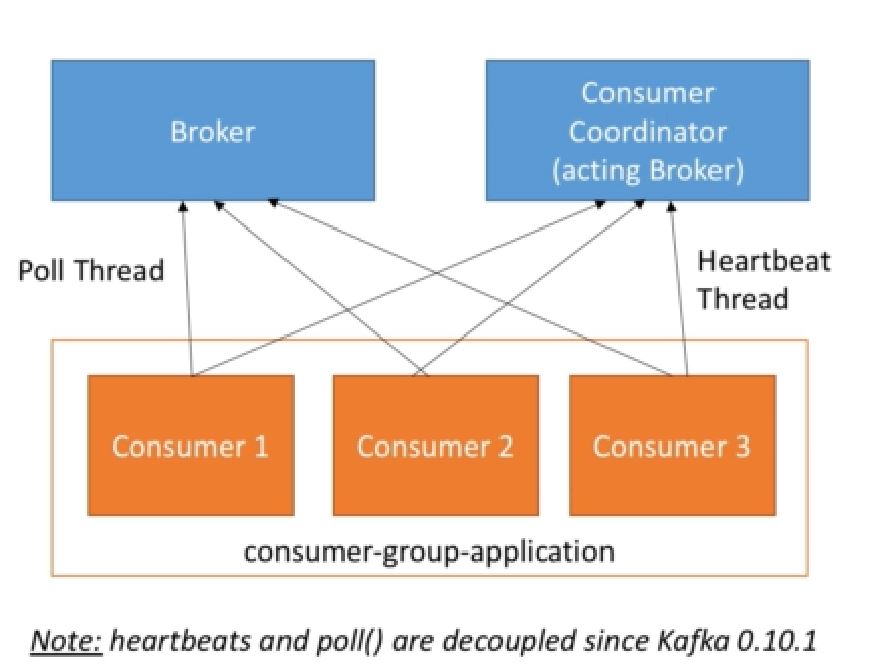 Broker
Consumer
Coordinator
(acting Broker)
Poll Thread
Heartbeat
Thread
Consumer 1
Consumer 2
Consumer 3
consumer-group-application
Note: heartbeats and poll() are decoupled since Kafka 0.10.1